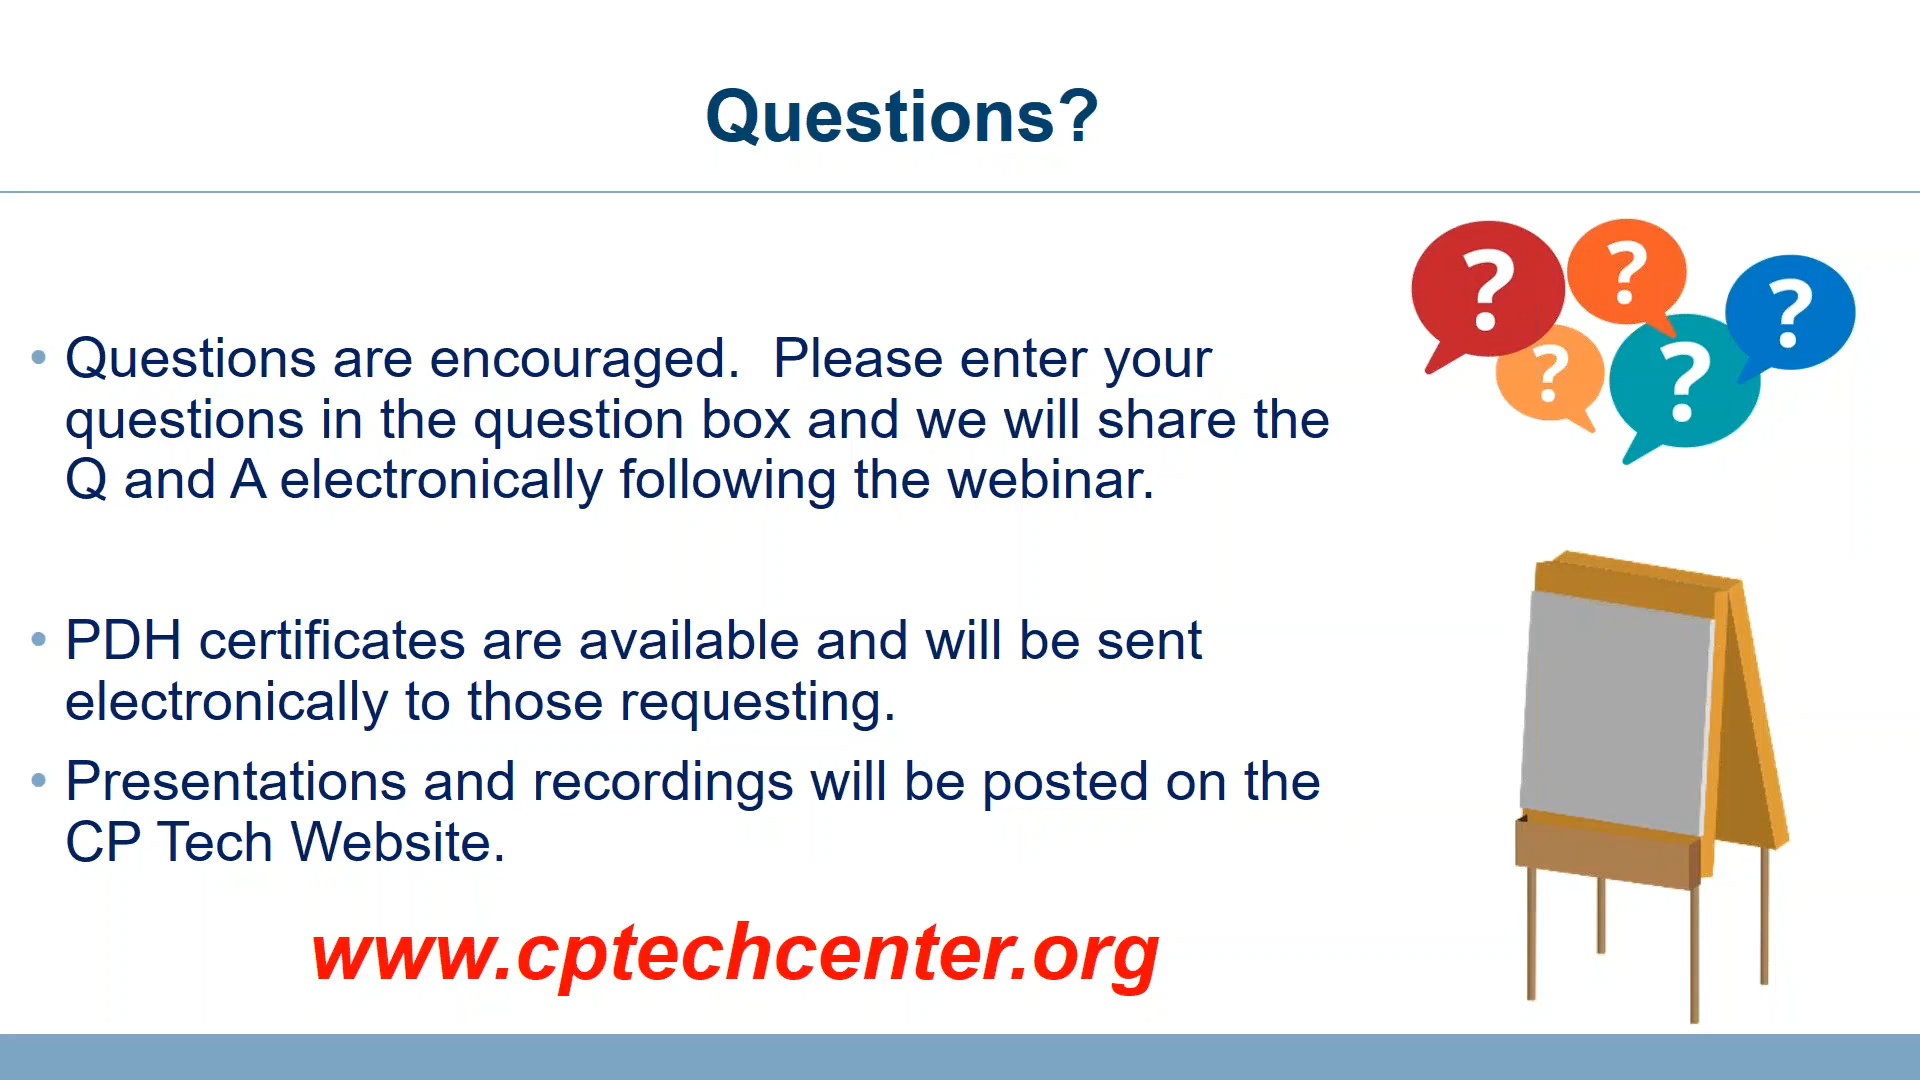 Questions?
• Questions are encouraged.  Please enter your
questions in the question box and we will share the
Q and A electronically following the webinar.
• PDH certificates are available and will be sent
electronically to those requesting.
• Presentations and recordings will be posted on the
CP Tech Website.
www.cptechcenter.org
? ? ? ? ?